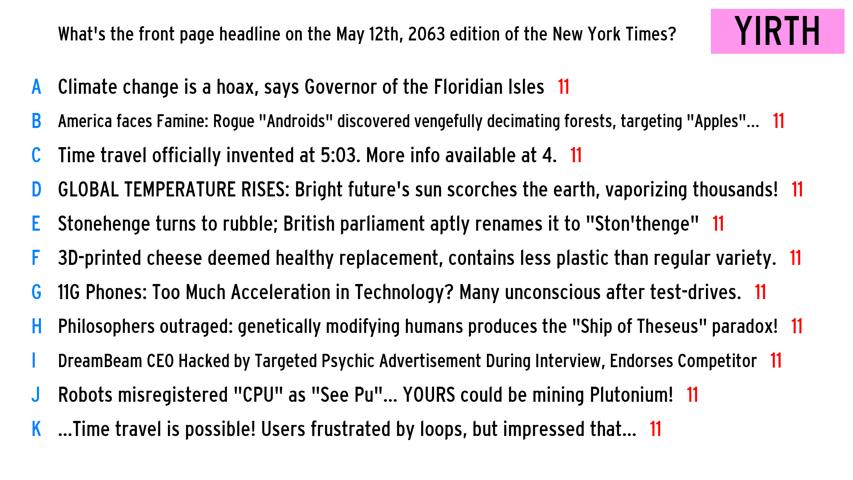 What's the front page headline on the May 12th, 2063 edition of the New York Times?
YIRTH
A Climate change is a hoax, says Governor of the Floridian Isles 11
B America faces Famine: Rogue "Androids" discovered vengefully decimating forests, targeting "Apples"... 11
C Time travel officially invented at 5:03. More info available at 4. 11
D GLOBAL TEMPERATURE RISES: Bright future's sun scorches the earth, vaporizing thousands! 11
E Stonehenge turns to rubble; British parliament aptly renames it to "Ston'thenge" 11
F 3D-printed cheese deemed healthy replacement, contains less plastic than regular variety. 11
G 11G Phones: Too Much Acceleration in Technology? Many unconscious after test-drives. 11
H Philosophers outraged: genetically modifying humans produces the "Ship of Theseus" paradox! 11
I DreamBeam CEO Hacked by Targeted Psychic Advertisement During Interview, Endorses Competitor 11
J Robots misregistered "CPU" as "See Pu"... YOURS could be mining Plutonium! 11
K ...Time travel is possible! Users frustrated by loops, but impressed that... 11